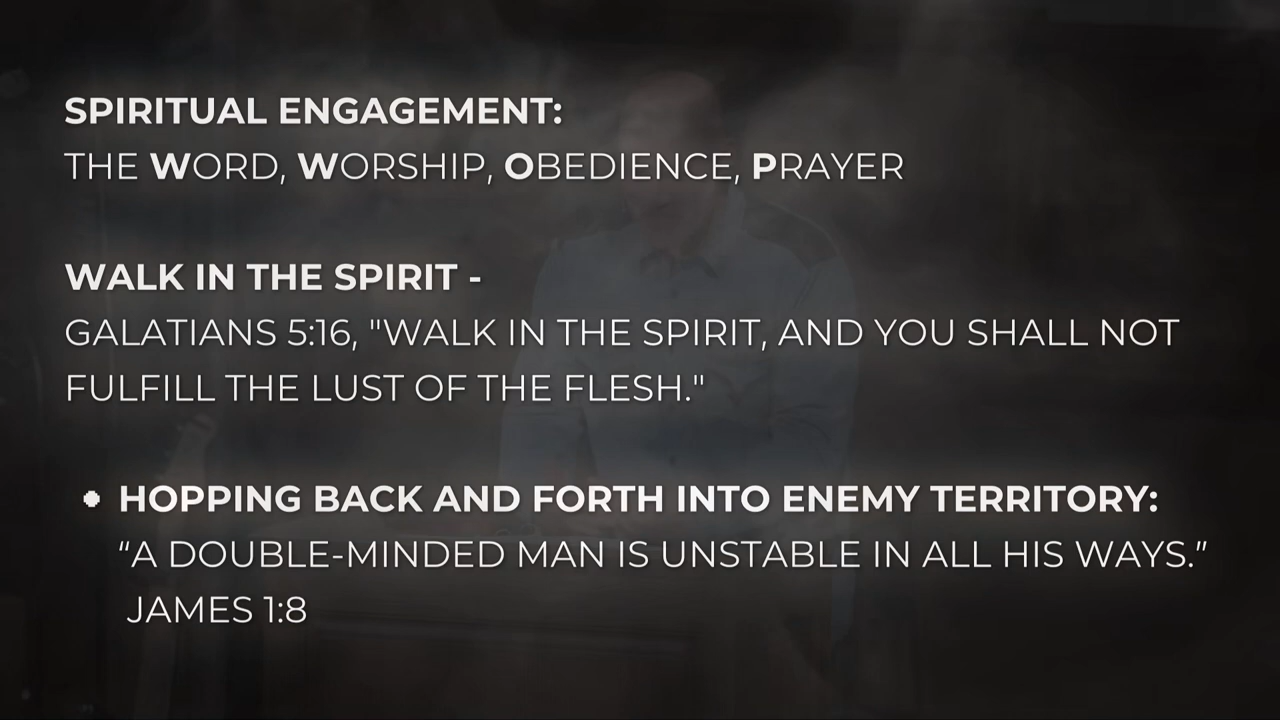 SPIRITUAL ENGAGEMENT:
THE WORD, WORSHIP, OBEDIENCE, PRAYER
WALK IN THE SPIRIT -
GALATIANS 5:16, "WALK IN THE SPIRIT, AND YOU SHALL NOT
FULFILL THE LUST OF THE FLESH."
• HOPPING BACK AND FORTH INTO ENEMY TERRITORY:
“A DOUBLE-MINDED MAN IS UNSTABLE IN ALL HIS WAYS.”
JAMES 1:8